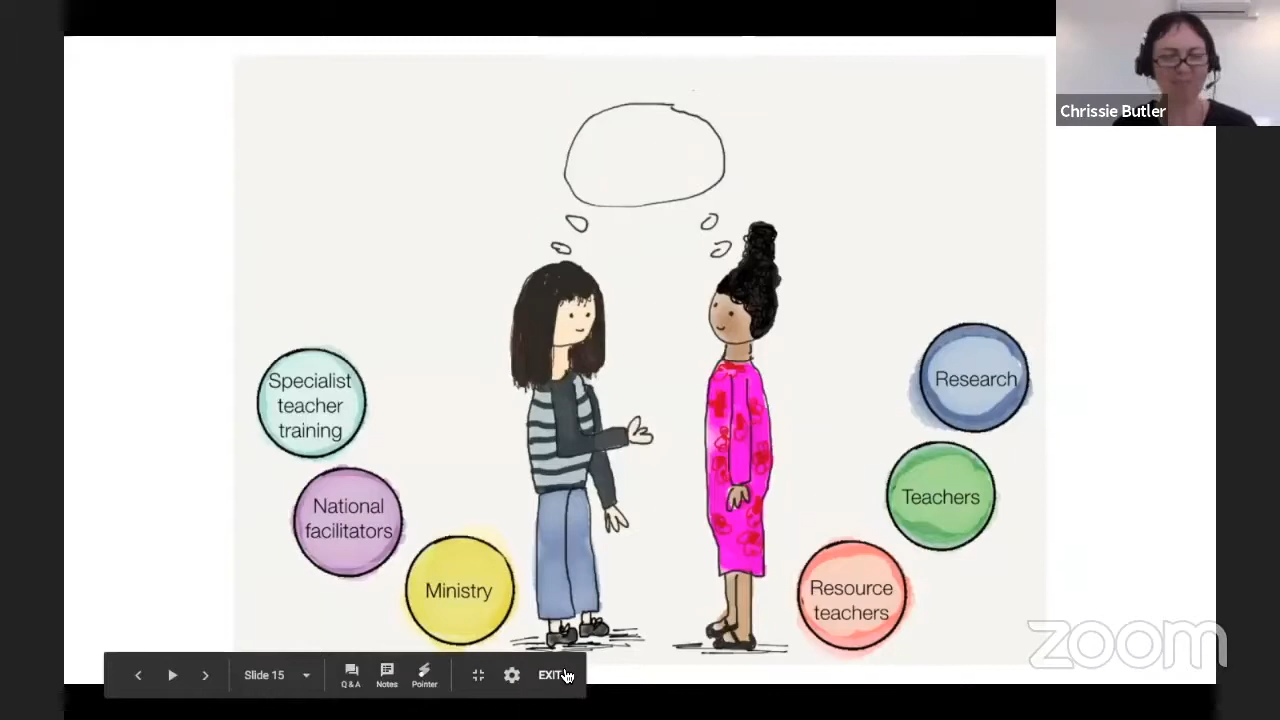 Chrissie Butler
Specialist
teacher
training
National
facilitators
Ministry
Research
Teachers
Resource
teachers
zoom
Slide 15
Q & A
Notes
Pointer
EXIT